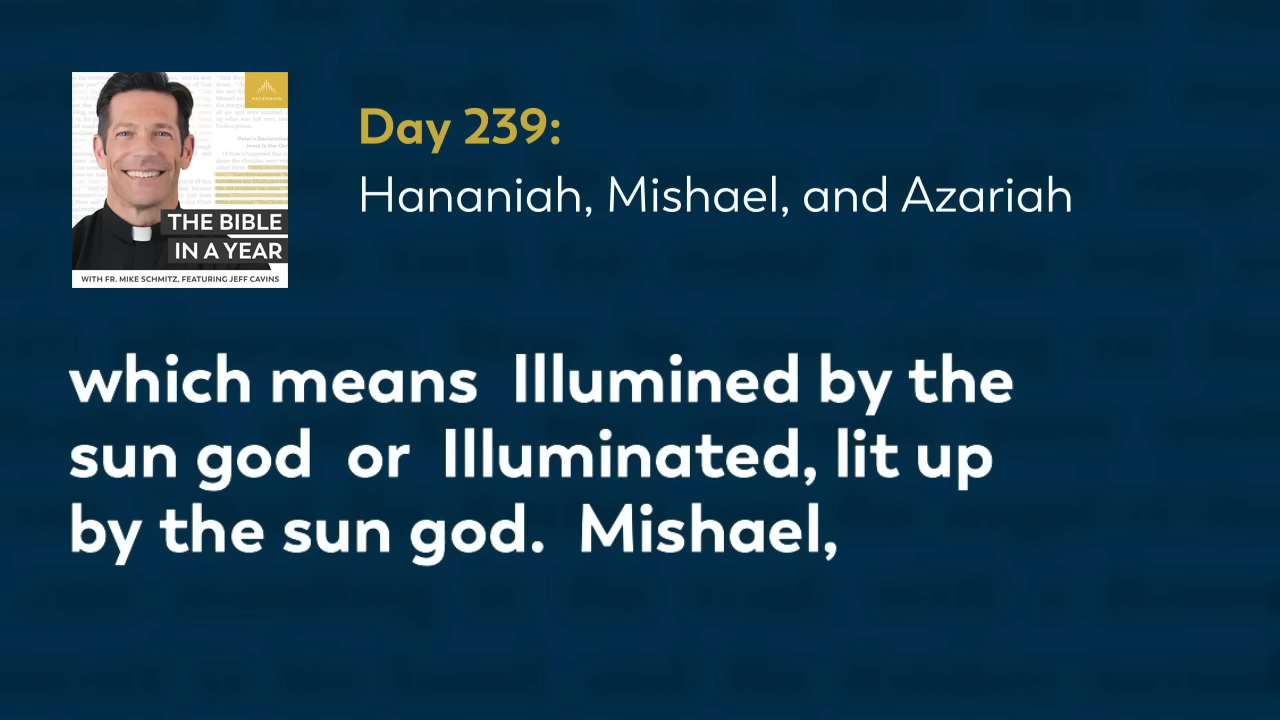 ASCENSION
THE BIBLE
IN A YEAR
WITH FR. MIKE SCHMITZ, FEATURING JEFF CAVINS
Day 239:
Hananiah, Mishael, and Azariah
which means Illumined by the
sun god or Illuminated, lit up
by the sun god. Mishael,